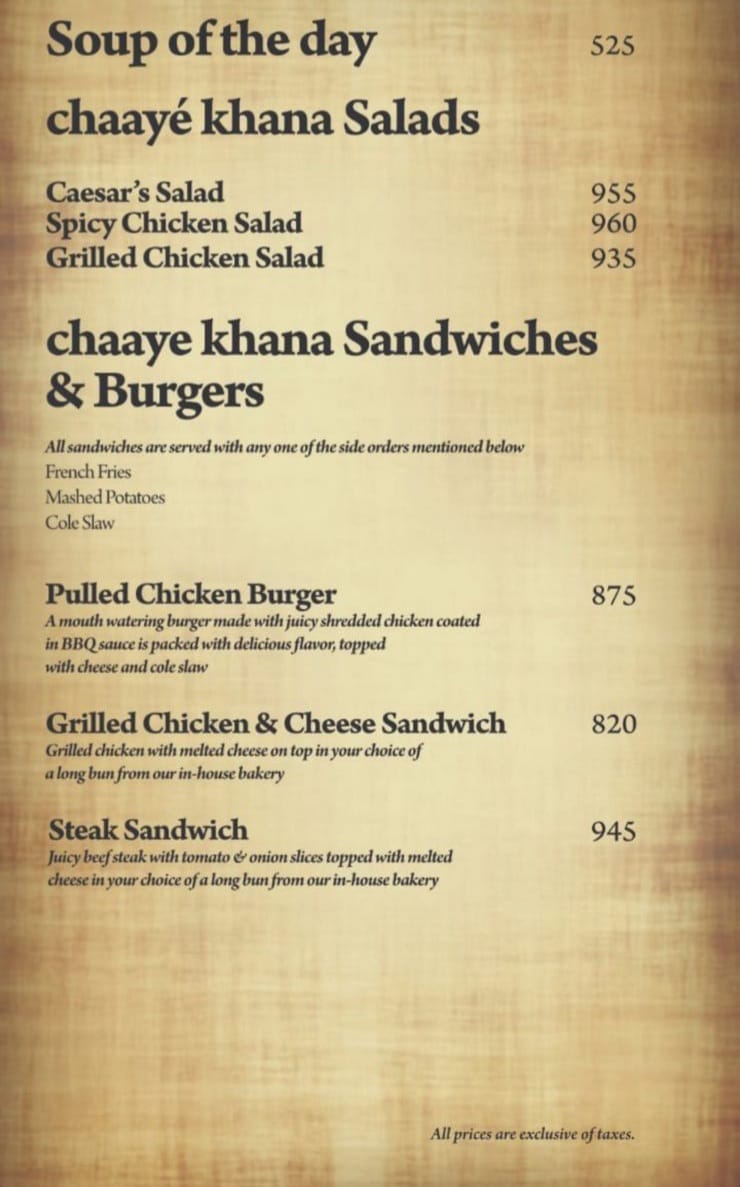 Soup of the day 525
chaayé khana Salads
Caesar's Salad 955
Spicy Chicken Salad 960
Grilled Chicken Salad 935
chaaye khana Sandwiches
& Burgers
All sandwiches are served with any one of the side orders mentioned below
French Fries
Mashed Potatoes
Cole Slaw
Pulled Chicken Burger 875
A mouth watering burger made with juicy shredded chicken coated
in BBQ sauce is packed with delicious flavor, topped
with cheese and cole slaw
Grilled Chicken & Cheese Sandwich 820
Grilled chicken with melted cheese on top in your choice of
a long bun from our in-house bakery
Steak Sandwich 945
Juicy beef steak with tomato & onion slices topped with melted
cheese in your choice of a long bun from our in-house bakery
All prices are exclusive of taxes.